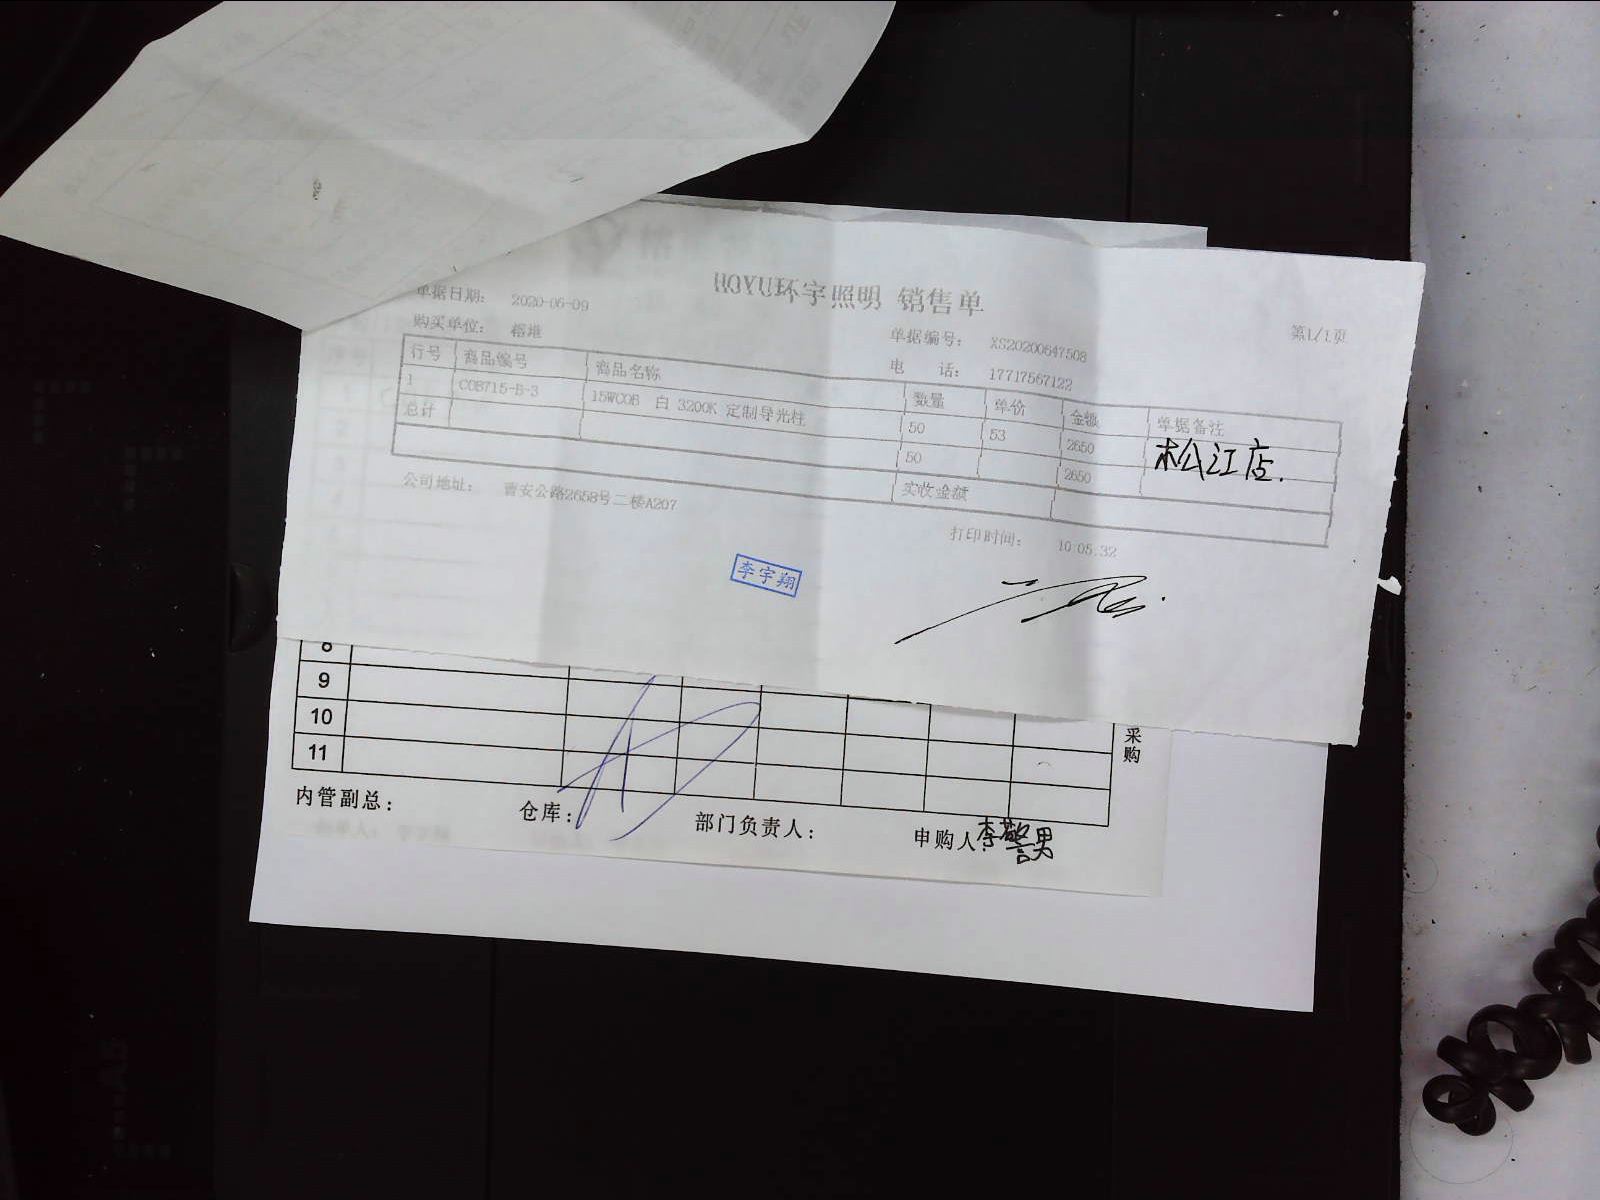 HOYU环宇照明 销售单
单据日期： 2020-06-09
第1/1页
购买单位：
单据编号： XS20200647508
电 话： 17717567122
行号 商品编号 商品名称 数量 单价 金额 单据备注
1 COB715-B-3 15WCOB 白 3200K 定制导光柱 50 53 2650
松江店.
总计 50 2650
实收金额
公司地址： 曹安公路2658号二楼A207
打印时间： 10:05:32
李宇翔
8
9
10
11
采购
内管副总： 仓库： 部门负责人： 申购人：李警男